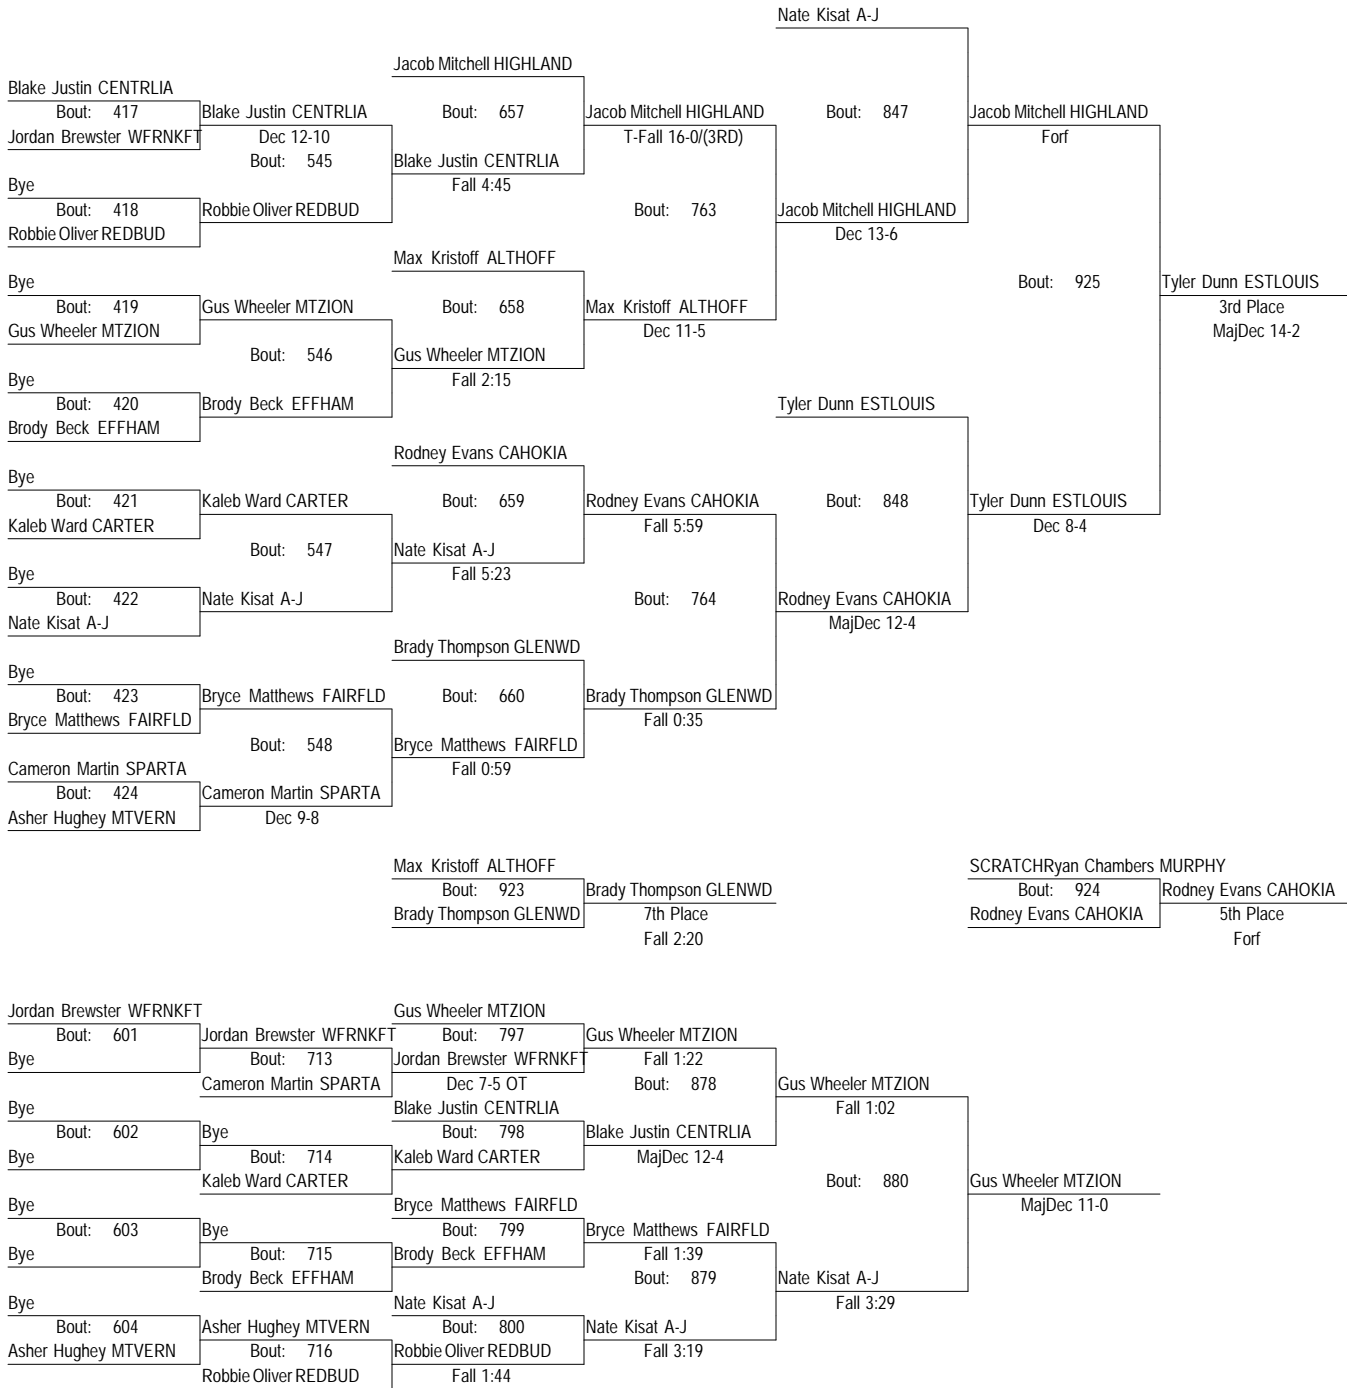 Nate Kisat A-J
Jacob Mitchell HIGHLAND
Blake Justin CENTRLIA
Bout: 417 Blake Justin CENTRLIA Bout: 657 Jacob Mitchell HIGHLAND Bout: 847 Jacob Mitchell HIGHLAND
Jordan Brewster WFRNKFT Dec 12-10 T-Fall 16-0/(3RD) Forf
Bout: 545 Blake Justin CENTRLIA
Bye Fall 4:45
Bout: 418 Robbie Oliver REDBUD Bout: 763 Jacob Mitchell HIGHLAND
Robbie Oliver REDBUD Dec 13-6
Max Kristoff ALTHOFF
Bye Bout: 925 Tyler Dunn ESTLOUIS
Bout: 419 Gus Wheeler MTZION Bout: 658 Max Kristoff ALTHOFF 3rd Place
Gus Wheeler MTZION Dec 11-5 MajDec 14-2
Bout: 546 Gus Wheeler MTZION
Bye Fall 2:15
Bout: 420 Brody Beck EFFHAM Tyler Dunn ESTLOUIS
Brody Beck EFFHAM
Rodney Evans CAHOKIA
Bye
Bout: 421 Kaleb Ward CARTER Bout: 659 Rodney Evans CAHOKIA Bout: 848 Tyler Dunn ESTLOUIS
Kaleb Ward CARTER Fall 5:59 Dec 8-4
Bout: 547 Nate Kisat A-J
Bye Fall 5:23
Bout: 422 Nate Kisat A-J Bout: 764 Rodney Evans CAHOKIA
Nate Kisat A-J MajDec 12-4
Brady Thompson GLENWD
Bye
Bout: 423 Bryce Matthews FAIRFLD Bout: 660 Brady Thompson GLENWD
Bryce Matthews FAIRFLD Fall 0:35
Bout: 548 Bryce Matthews FAIRFLD
Cameron Martin SPARTA Fall 0:59
Bout: 424 Cameron Martin SPARTA
Asher Hughey MTVERN Dec 9-8
Max Kristoff ALTHOFF SCRATCHRyan Chambers MURPHY
Bout: 923 Brady Thompson GLENWD Bout: 924 Rodney Evans CAHOKIA
Brady Thompson GLENWD 7th Place Rodney Evans CAHOKIA 5th Place
Fall 2:20 Forf
Jordan Brewster WFRNKFT Gus Wheeler MTZION
Bout: 601 Jordan Brewster WFRNKFT Bout: 797 Gus Wheeler MTZION
Bye Bout: 713 Jordan Brewster WFRNKFT Fall 1:22
Cameron Martin SPARTA Dec 7-5 OT Bout: 878 Gus Wheeler MTZION
Bye Blake Justin CENTRLIA Fall 1:02
Bout: 602 Bye Bout: 798 Blake Justin CENTRLIA
Bye Bout: 714 Kaleb Ward CARTER MajDec 12-4
Kaleb Ward CARTER Bout: 880 Gus Wheeler MTZION
Bye Bryce Matthews FAIRFLD MajDec 11-0
Bout: 603 Bye Bout: 799 Bryce Matthews FAIRFLD
Bye Bout: 715 Brody Beck EFFHAM Fall 1:39
Brody Beck EFFHAM Bout: 879 Nate Kisat A-J
Bye Nate Kisat A-J Fall 3:29
Bout: 604 Asher Hughey MTVERN Bout: 800 Nate Kisat A-J
Asher Hughey MTVERN Bout: 716 Robbie Oliver REDBUD Fall 3:19
Robbie Oliver REDBUD Fall 1:44